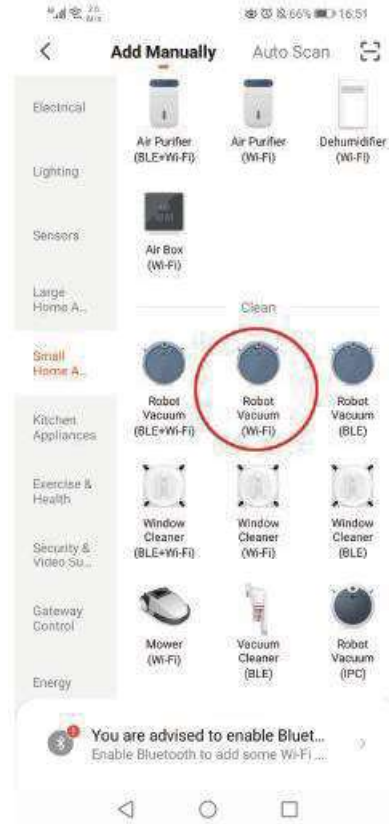 66% 16:51
Add Manually Auto Scan
Electrical
Lighting
Sensors
Large
Home A...
Small
Home A...
Kitchen
Appliances
Exercise &
Health
Security &
Video Su...
Gateway
Control
Energy
Air Purifier
(BLE+Wi-Fi)
Air Purifier
(Wi-Fi)
Dehumidifier
(Wi-Fi)
Air Box
(Wi-Fi)
Clean
Robot
Vacuum
(BLE+Wi-Fi)
Robot
Vacuum
(Wi-Fi)
Robot
Vacuum
(BLE)
Window
Cleaner
(BLE+Wi-Fi)
Window
Cleaner
(Wi-Fi)
Window
Cleaner
(BLE)
Mower
(Wi-Fi)
Vacuum
Cleaner
(BLE)
Robot
Vacuum
(IPC)
You are advised to enable Bluet...
Enable Bluetooth to add some Wi-Fi ...